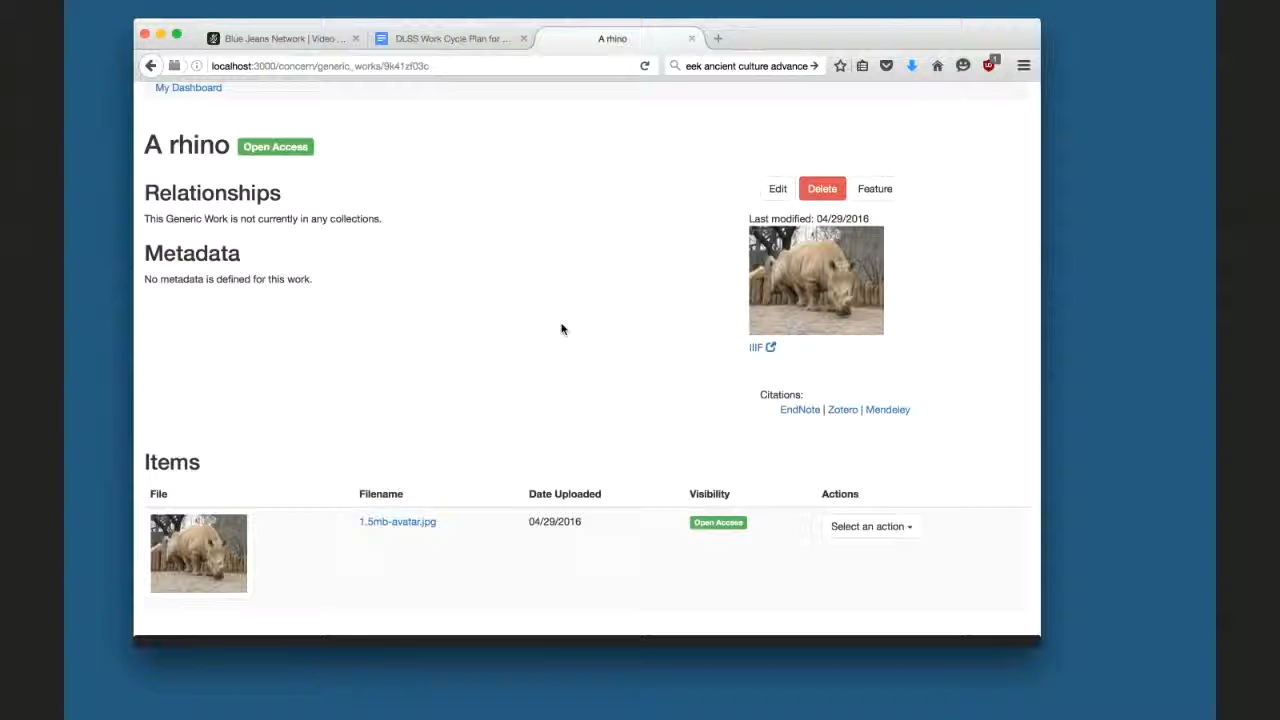 Blue Jeans Network | Video ...
DLSS Work Cycle Plan for ...
A rhino
localhost:3000/concern/generic_works/9k41zf03c
eek ancient culture advance
My Dashboard
A rhino Open Access
Relationships
This Generic Work is not currently in any collections.
Metadata
No metadata is defined for this work.
Edit Delete Feature
Last modified: 04/29/2016
IIIF
Citations:
EndNote | Zotero | Mendeley
Items
File Filename Date Uploaded Visibility Actions
1.5mb-avatar.jpg 04/29/2016 Open Access Select an action